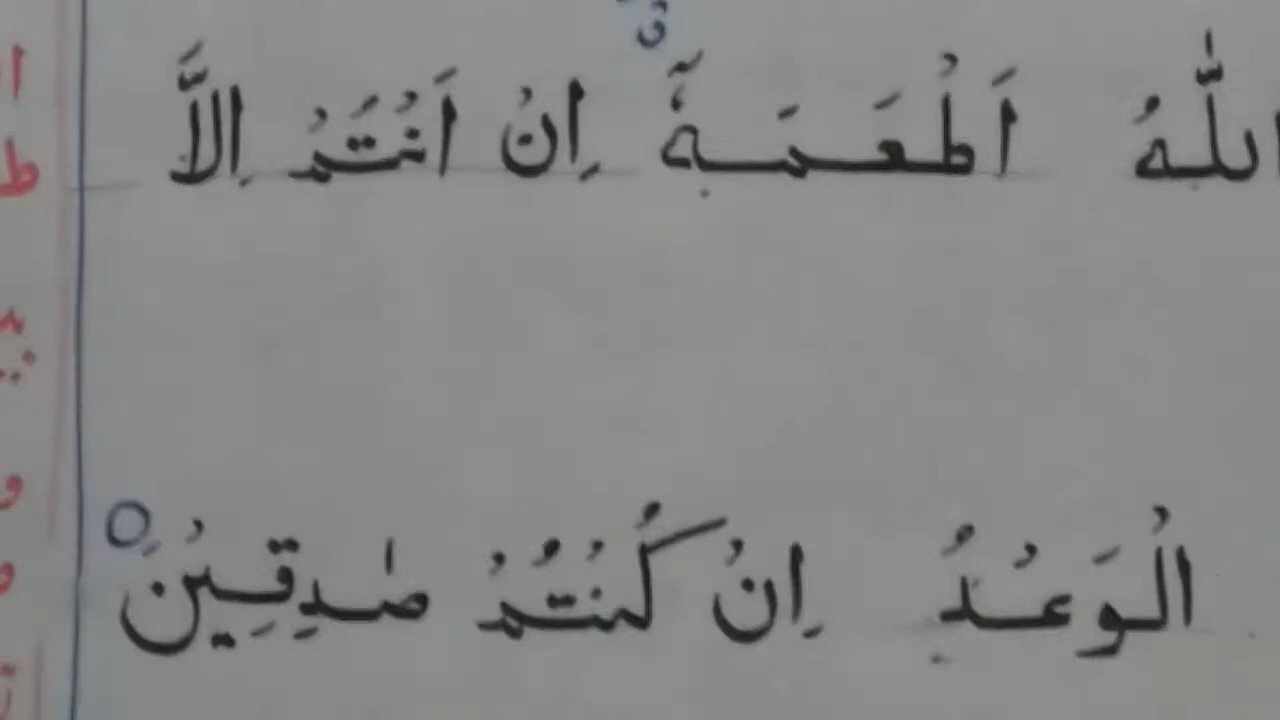 اللّٰهُ اَطْعَمَهٗۤ اِنْ اَنْتُمْ اِلَّا
الْوَعْدُ اِنْ كُنْتُمْ صٰدِقِیْنَ